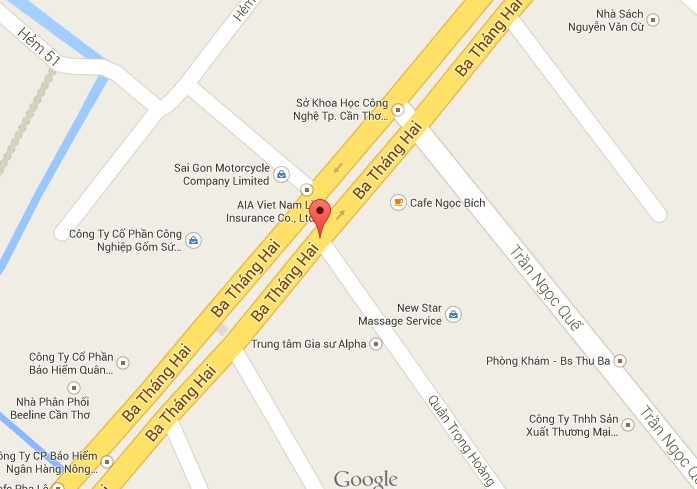 Hẻm 51
Hẻm
Ba Tháng Hai
Nhà Sách
Nguyễn Văn Cừ
Sở Khoa Học Công
Nghệ Tp. Cần Thơ...
Ba Tháng Hai
Sai Gon Motorcycle
Company Limited
AIA Viet Nam
Insurance Co., Ltd
Cafe Ngọc Bích
Công Ty Cổ Phần Công
Nghiệp Gốm Sứ...
Ba Tháng Hai
Ba Tháng Hai
Trần Ngọc Quế
New Star
Massage Service
Trung tâm Gia sư Alpha
Công Ty Cổ Phần
Bảo Hiểm Quân...
Phòng Khám - Bs Thu Ba
Nhà Phân Phối
Beeline Cần Thơ
Ba Tháng Hai
Ba Tháng Hai
Quản Trọng Hoàng
Công Ty Tnhh Sản
Xuất Thương Mại...
Trần Ngọc Quế
CP Bảo Hiểm
Ngân Hàng Nông...
Google